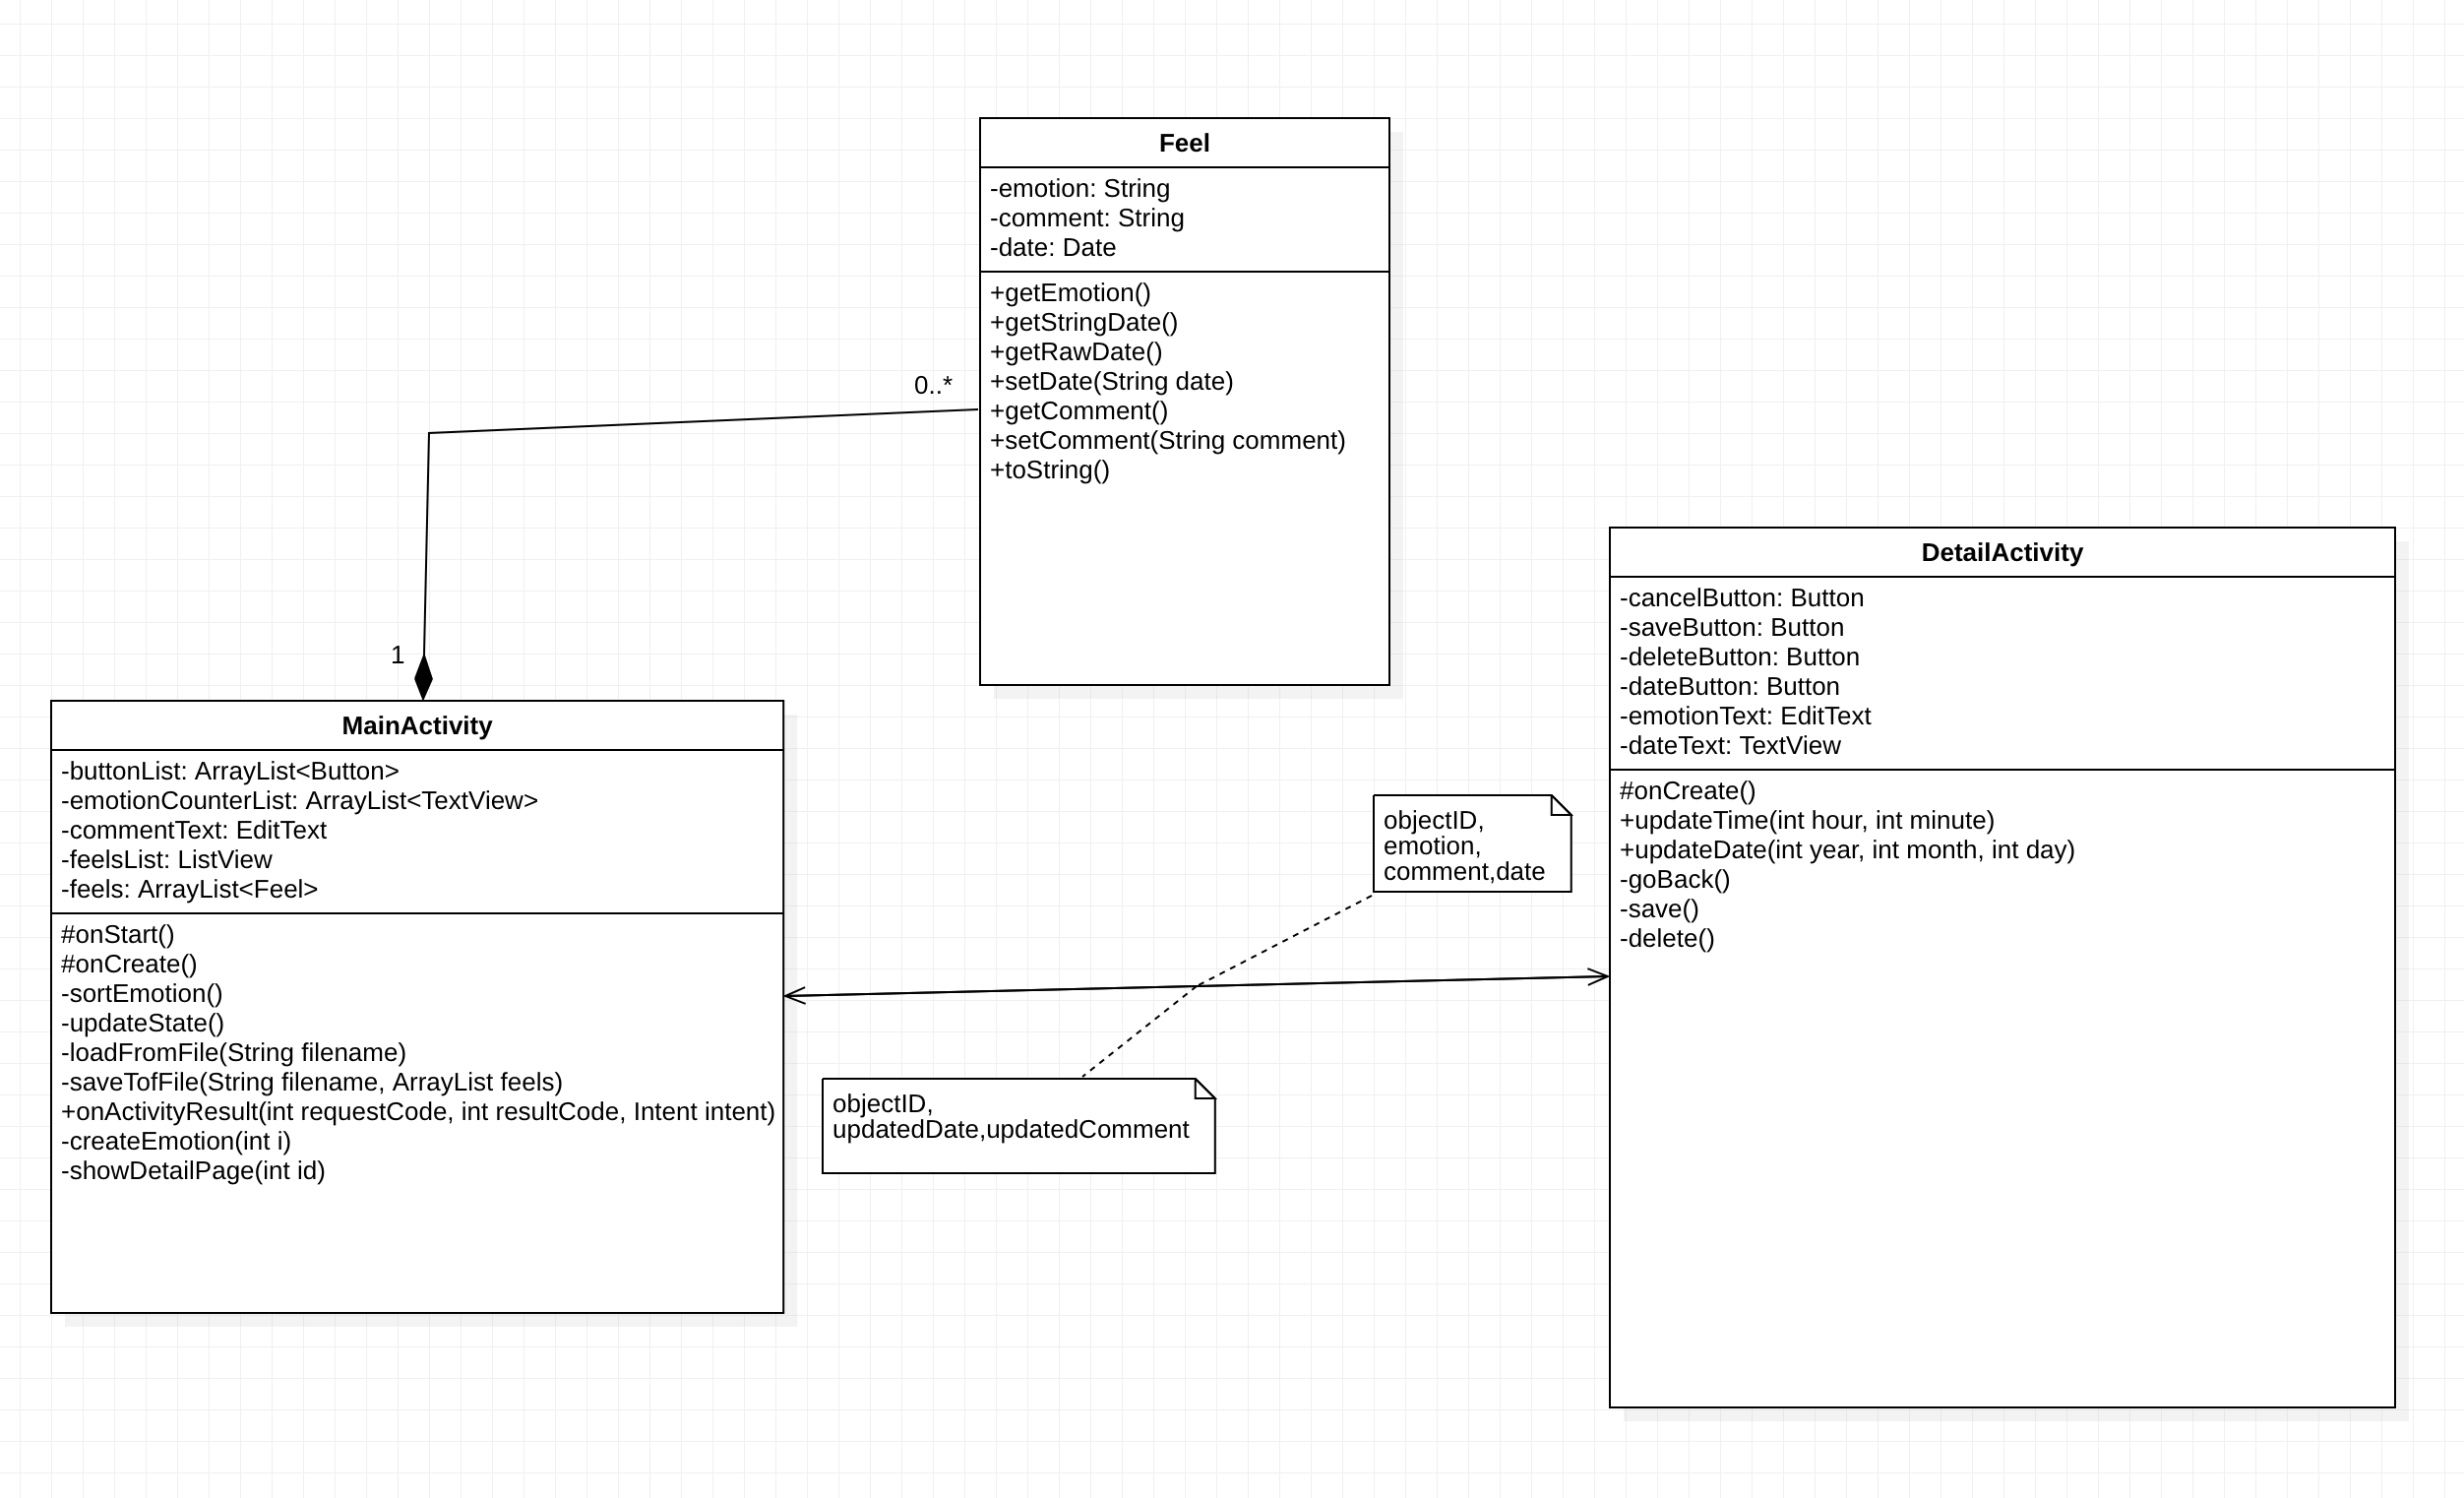 Feel
-emotion: String
-comment: String
-date: Date
+getEmotion()
+getStringDate()
+getRawDate()
+setDate(String date)
+getComment()
+setComment(String comment)
+toString()
0..*
1
MainActivity
-buttonList: ArrayList<Button>
-emotionCounterList: ArrayList<TextView>
-commentText: EditText
-feelsList: ListView
-feels: ArrayList<Feel>
#onStart()
#onCreate()
-sortEmotion()
-updateState()
-loadFromFile(String filename)
-saveTofFile(String filename, ArrayList feels)
+onActivityResult(int requestCode, int resultCode, Intent intent)
-createEmotion(int i)
-showDetailPage(int id)
objectID,
emotion,
comment,date
objectID,
updatedDate,updatedComment
DetailActivity
-cancelButton: Button
-saveButton: Button
-deleteButton: Button
-dateButton: Button
-emotionText: EditText
-dateText: TextView
#onCreate()
+updateTime(int hour, int minute)
+updateDate(int year, int month, int day)
-goBack()
-save()
-delete()